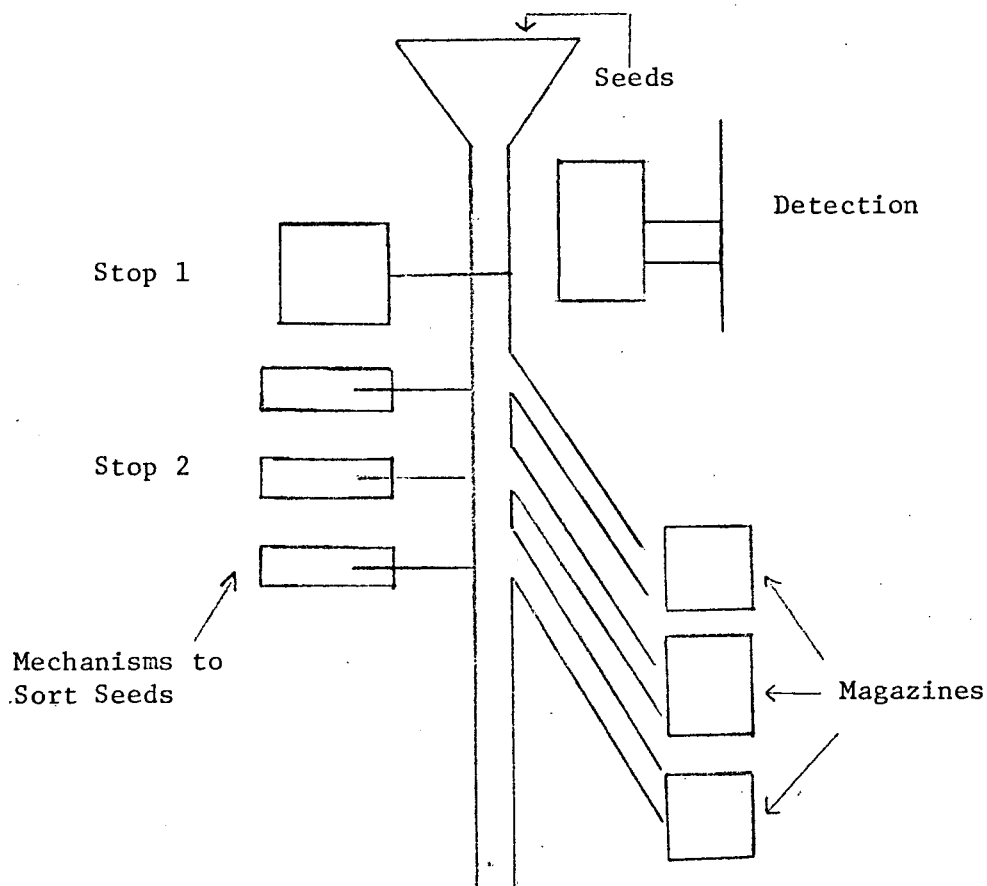 Seeds
Detection
Stop 1
Stop 2
Mechanisms to
Sort Seeds
Magazines